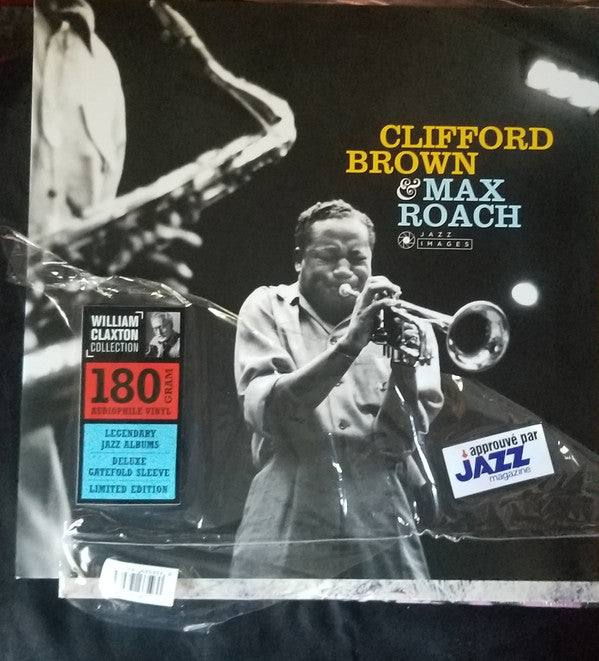 CLIFFORD
BROWN
& MAX
ROACH
JAZZ
IMAGES
WILLIAM
CLAXTON
COLLECTION
180 GRAM
AUDIOPHILE VINYL
LEGENDARY
JAZZ ALBUMS
DELUXE
GATEFOLD SLEEVE
LIMITED EDITION
approuvé par
JAZZ
magazine